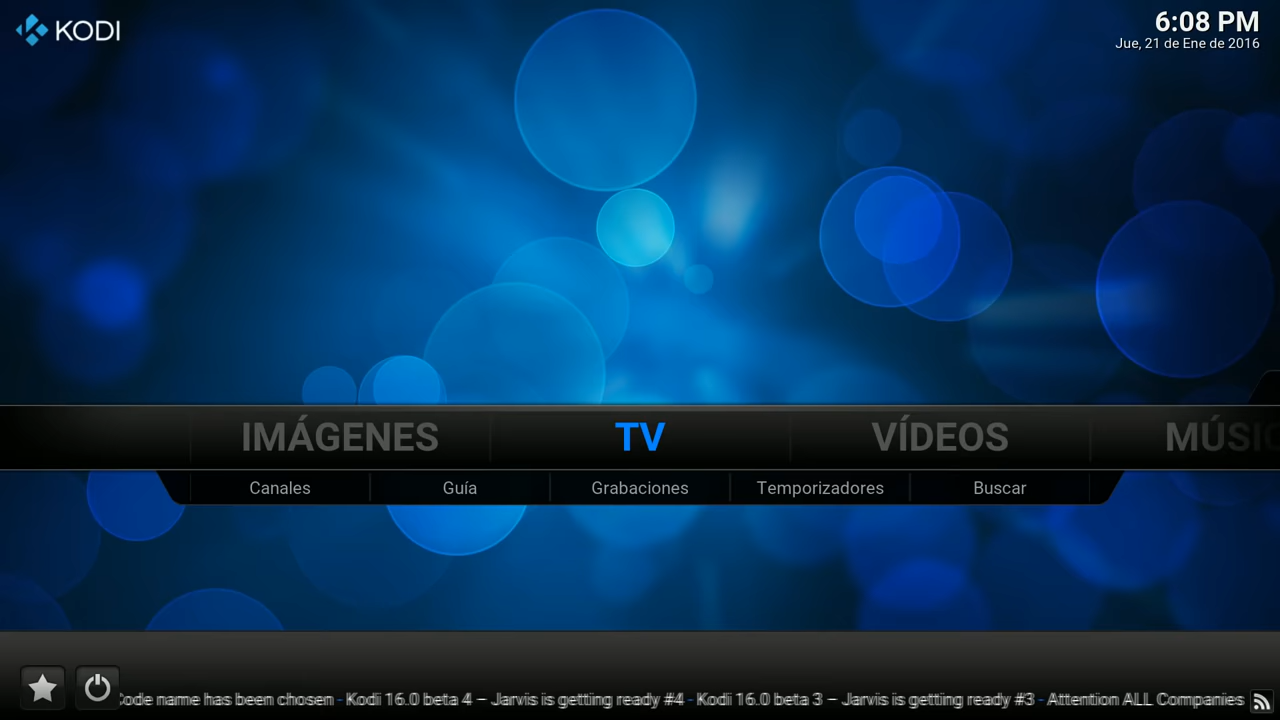 KODI
6:08 PM
Jue, 21 de Ene de 2016
IMÁGENES TV VÍDEOS MÚSIC
Canales Guía Grabaciones Temporizadores Buscar
Code name has been chosen - Kodi 16.0 beta 4 – Jarvis is getting ready #4 - Kodi 16.0 beta 3 – Jarvis is getting ready #3 - Attention ALL Companies